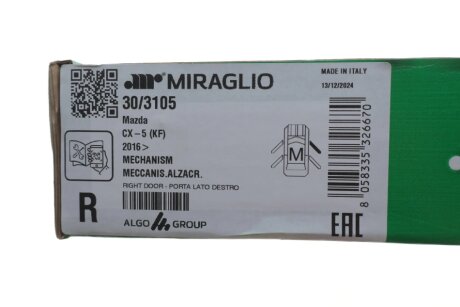 MIRAGLIO
MADE IN ITALY
30/3105
13/12/2024
Mazda
CX-5 (KF)
2016>
MECHANISM
MECCANIS.ALZACR.
RIGHT DOOR - PORTA LATO DESTRO
M
8 058335 326670
R
ALGO GROUP
EAC